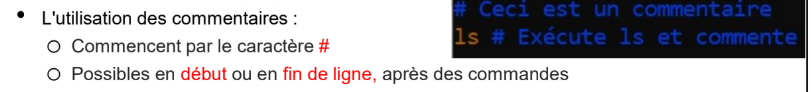 • L'utilisation des commentaires :
o Commencent par le caractère #
o Possibles en début ou en fin de ligne, après des commandes
# Ceci est un commentaire
ls # Exécute ls et commente